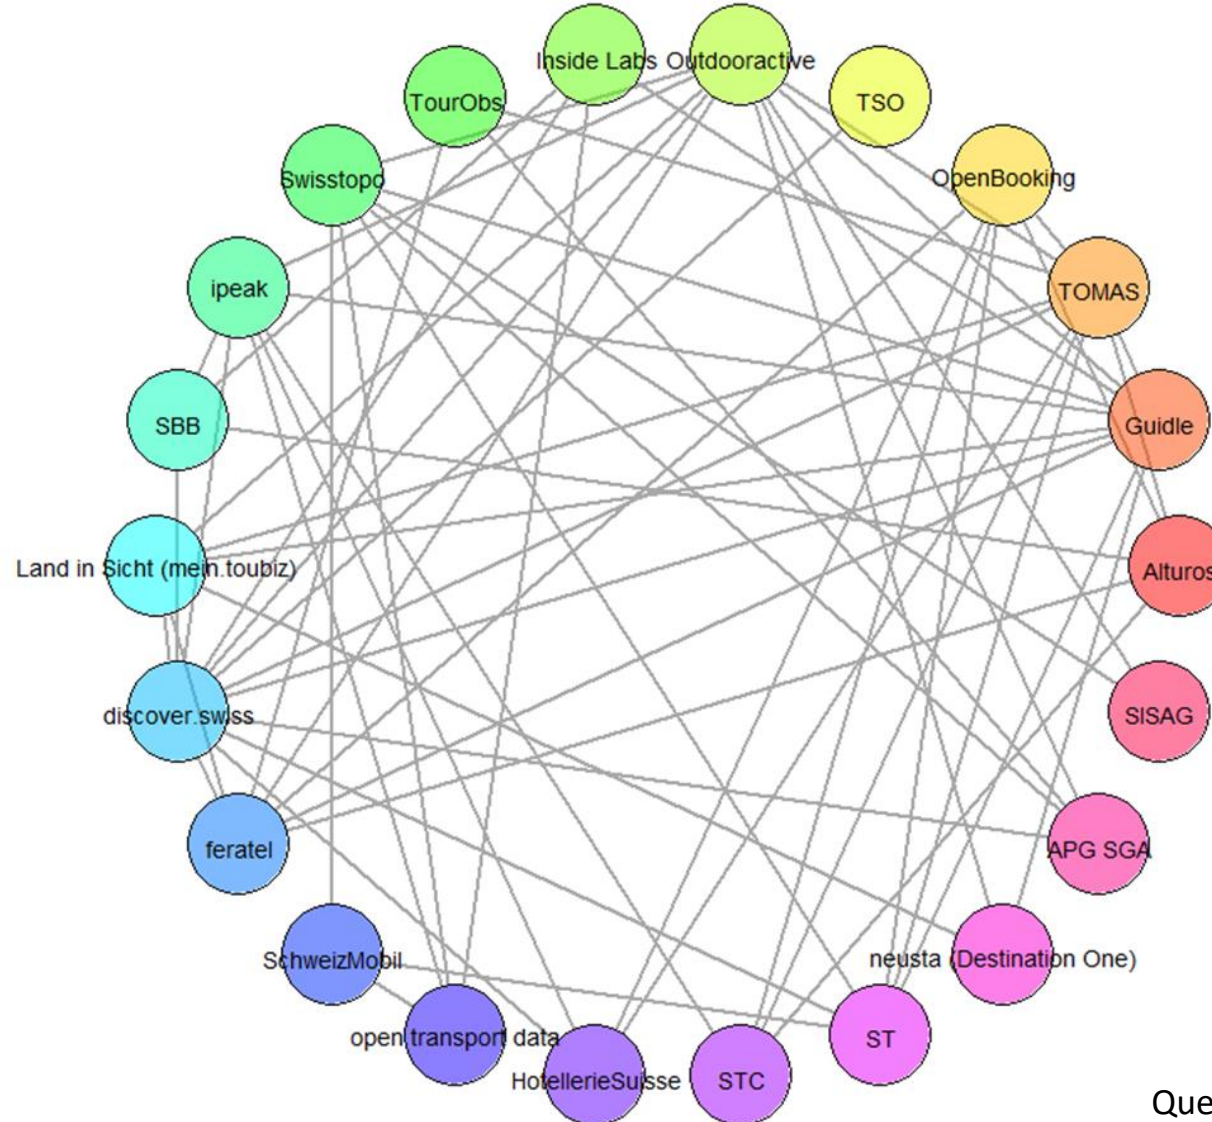 Inside Labs
Outdooractive
TourObs
TSO
Swisstopo
OpenBooking
ipeak
TOMAS
SBB
Guidle
Land in Sicht (mein.toubiz)
Alturos
discover.swiss
SISAG
feratel
APG SGA
SchweizMobil
neusta (Destination One)
open transport data
ST
HotellerieSuisse
STC
Que